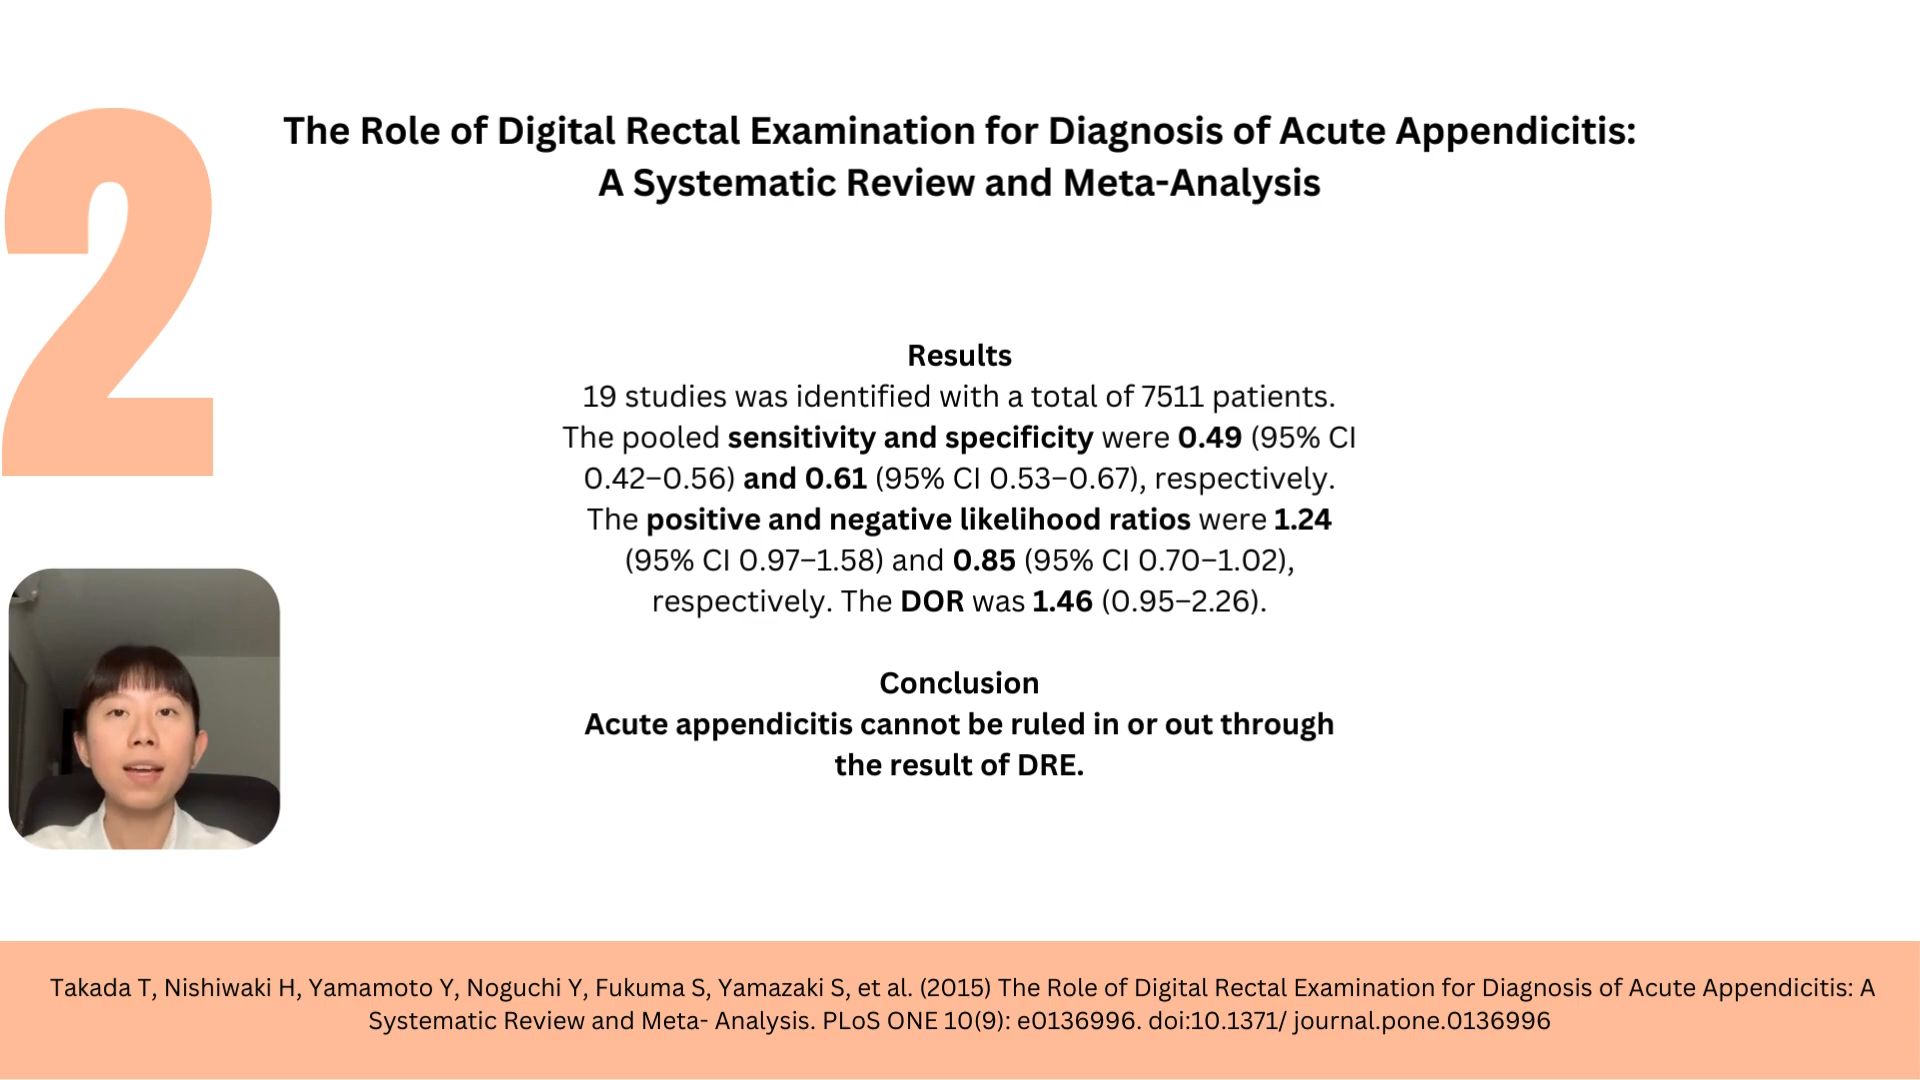 2
The Role of Digital Rectal Examination for Diagnosis of Acute Appendicitis:
A Systematic Review and Meta-Analysis
Results
19 studies was identified with a total of 7511 patients.
The pooled sensitivity and specificity were 0.49 (95% CI
0.42–0.56) and 0.61 (95% CI 0.53–0.67), respectively.
The positive and negative likelihood ratios were 1.24
(95% CI 0.97–1.58) and 0.85 (95% CI 0.70–1.02),
respectively. The DOR was 1.46 (0.95–2.26).
Conclusion
Acute appendicitis cannot be ruled in or out through
the result of DRE.
Takada T, Nishiwaki H, Yamamoto Y, Noguchi Y, Fukuma S, Yamazaki S, et al. (2015) The Role of Digital Rectal Examination for Diagnosis of Acute Appendicitis: A
Systematic Review and Meta- Analysis. PLoS ONE 10(9): e0136996. doi:10.1371/ journal.pone.0136996